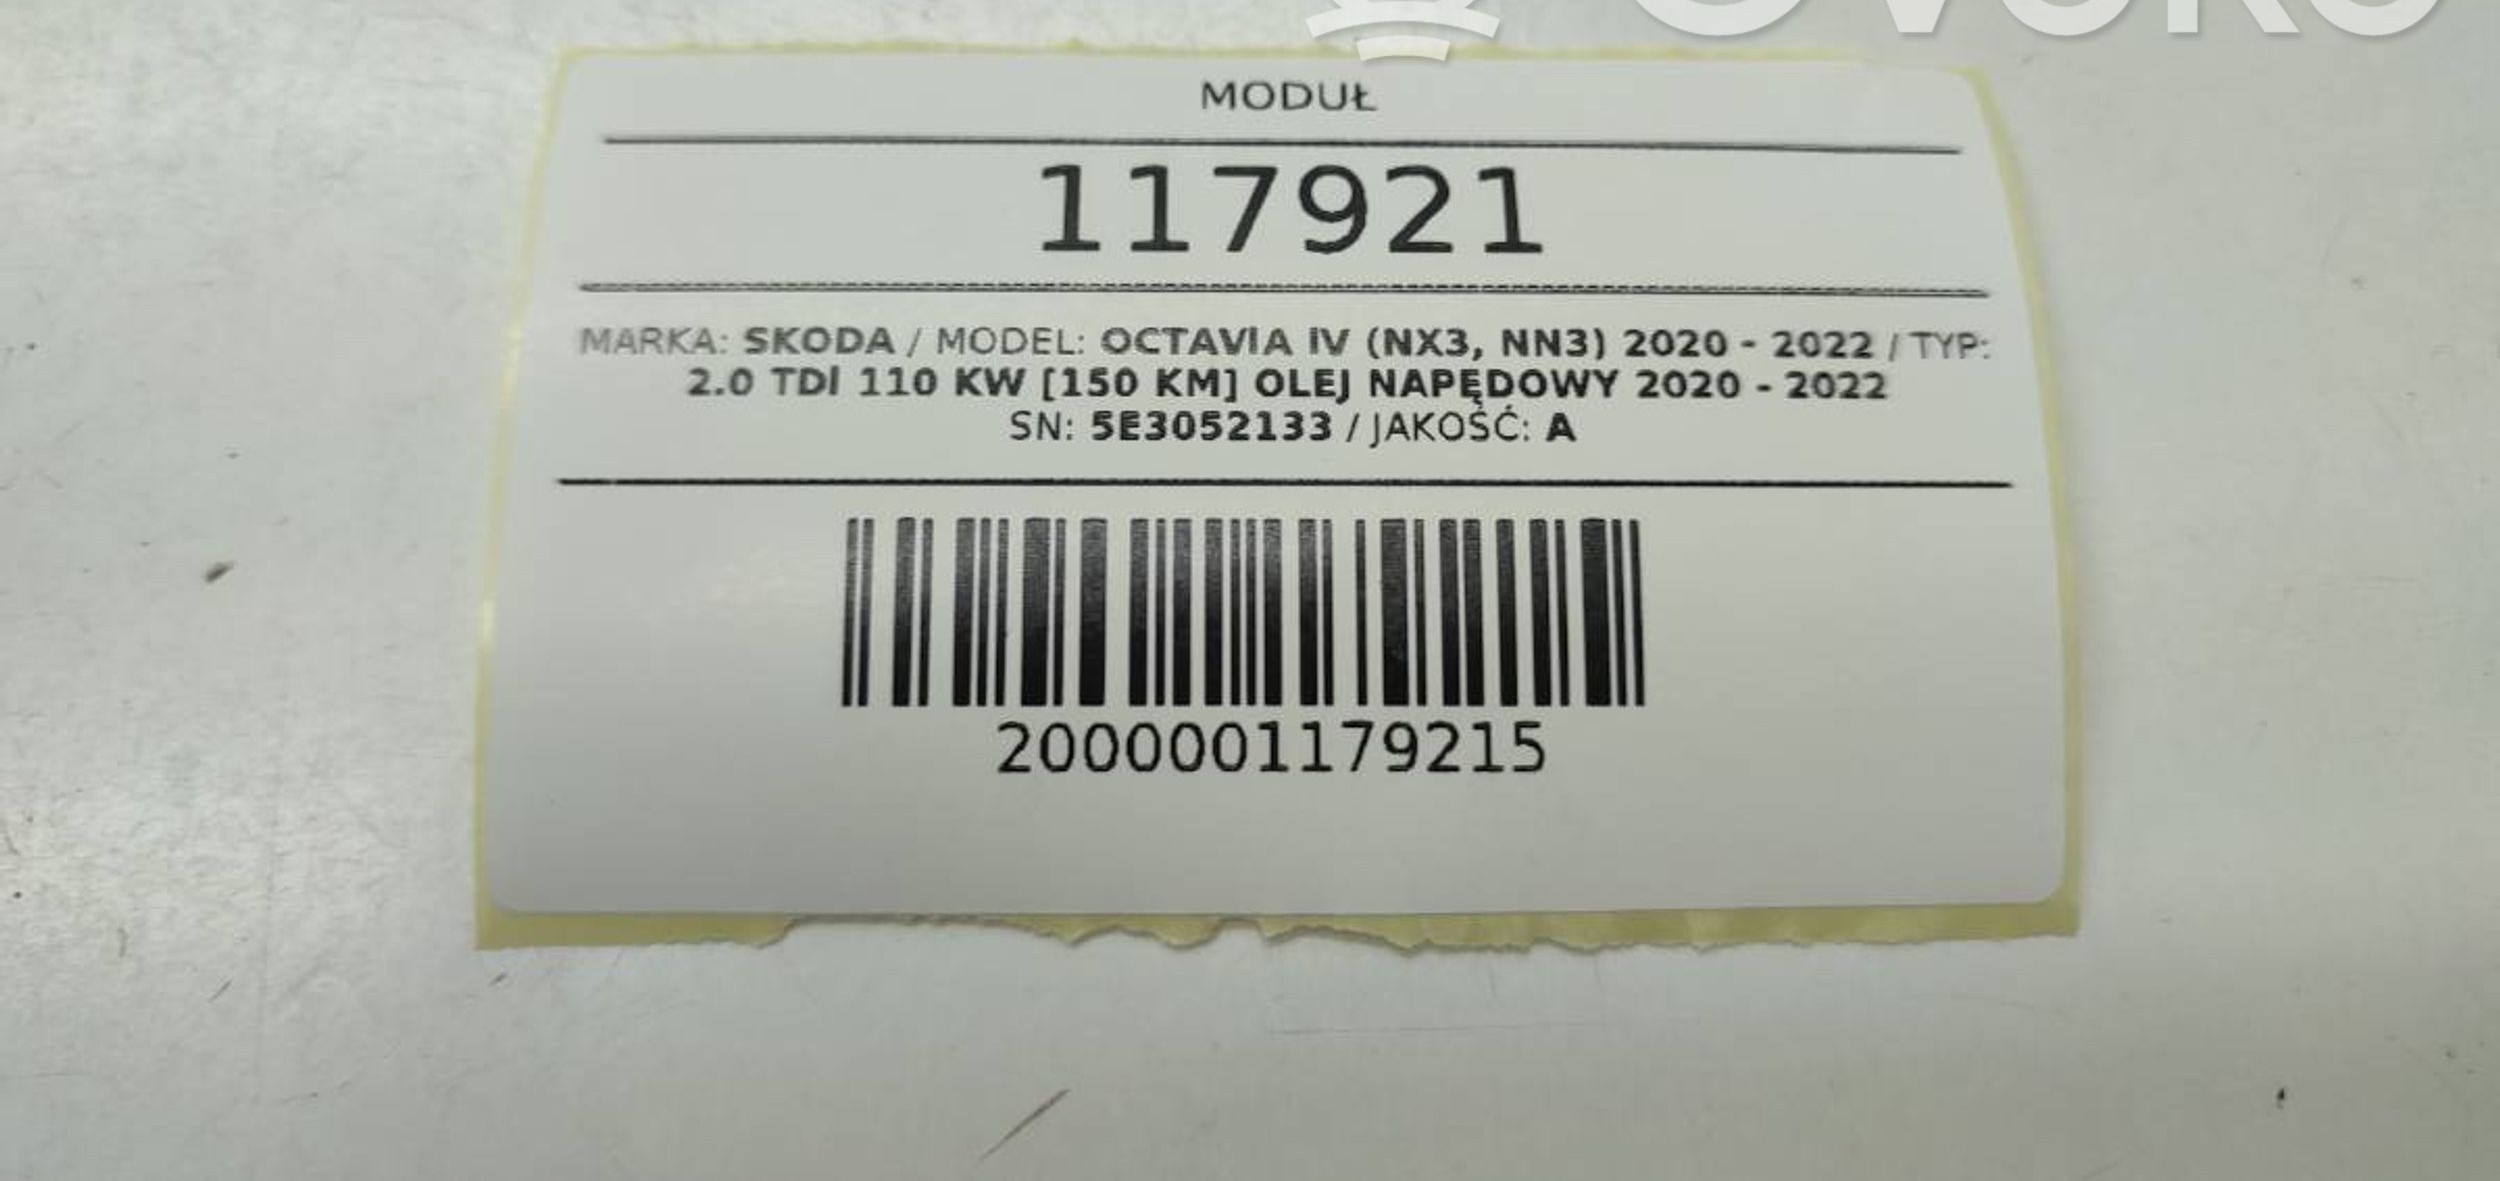 MODUŁ
117921
MARKA: SKODA / MODEL: OCTAVIA IV (NX3, NN3) 2020 - 2022 / TYP:
2.0 TDI 110 KW [150 KM] OLEJ NAPĘDOWY 2020 - 2022
SN: 5E3052133 / JAKOŚĆ: A
2000001179215